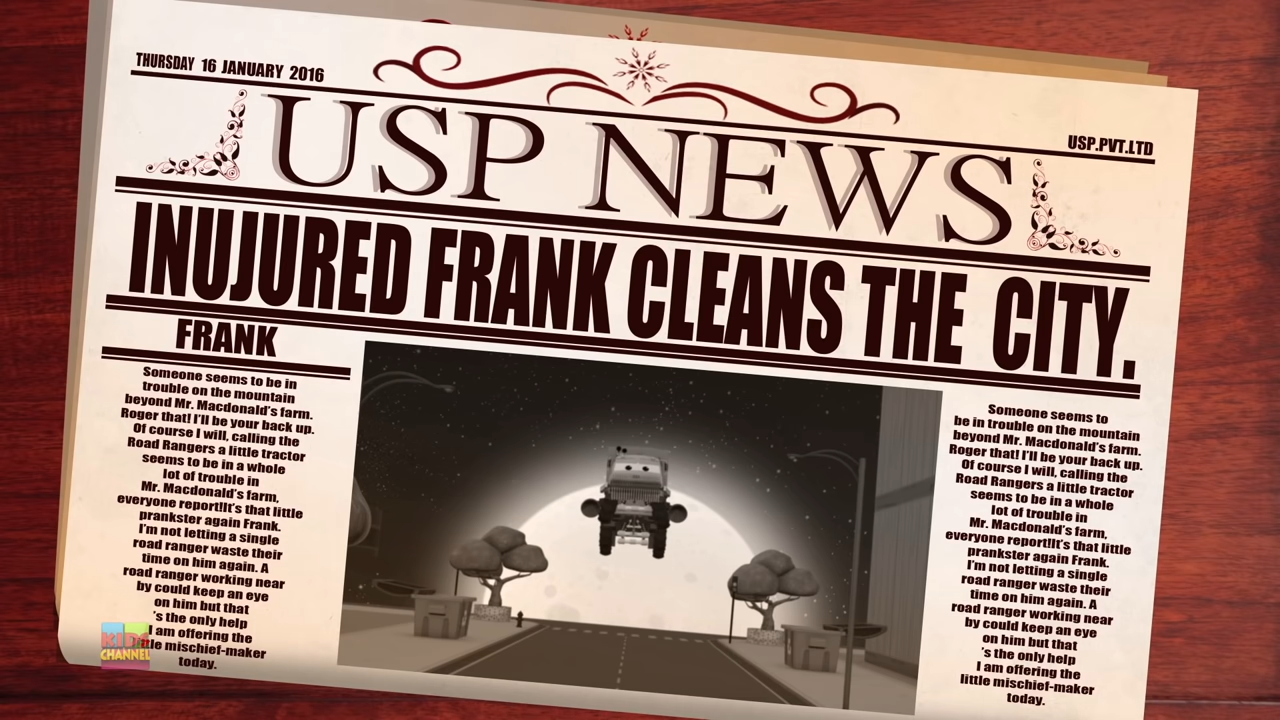 THURSDAY 16 JANUARY 2016
USP.PVT.LTD
USP NEWS
INUJURED FRANK CLEANS THE CITY.
FRANK
Someone seems to be in
trouble on the mountain
beyond Mr. Macdonald's farm.
Roger that! I'll be your back up.
Of course I will, calling the
Road Rangers a little tractor
seems to be in a whole
lot of trouble in
Mr. Macdonald's farm,
everyone report!It's that little
prankster again Frank.
I'm not letting a single
road ranger waste their
time on him again. A
road ranger working near
by could keep an eye
on him but that
's the only help
I am offering the
le mischief-maker
today.
Someone seems to
be in trouble on the mountain
beyond Mr. Macdonald's farm.
Roger that! I'll be your back up.
Of course I will, calling the
Road Rangers a little tractor
seems to be in a whole
lot of trouble in
Mr. Macdonald's farm,
everyone report!It's that little
prankster again Frank.
I'm not letting a single
road ranger waste their
time on him again. A
road ranger working near
by could keep an eye
on him but that
's the only help
I am offering the
little mischief-maker
today.
KIDS
CHANNEL